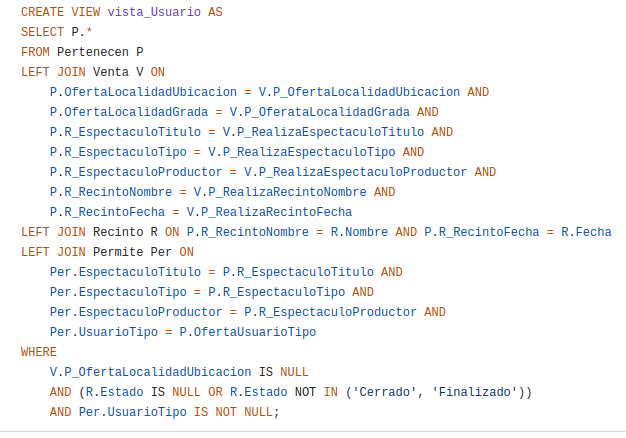 CREATE VIEW vista_Usuario AS
SELECT P.*
FROM Pertenecen P
LEFT JOIN Venta V ON
P.OfertaLocalidadUbicacion = V.P_OfertaLocalidadUbicacion AND
P.OfertaLocalidadGrada = V.P_OferataLocalidadGrada AND
P.R_EspectaculoTitulo = V.P_RealizaEspectaculoTitulo AND
P.R_EspectaculoTipo = V.P_RealizaEspectaculoTipo AND
P.R_EspectaculoProductor = V.P_RealizaEspectaculoProductor AND
P.R_RecintoNombre = V.P_RealizaRecintoNombre AND
P.R_RecintoFecha = V.P_RealizaRecintoFecha
LEFT JOIN Recinto R ON P.R_RecintoNombre = R.Nombre AND P.R_RecintoFecha = R.Fecha
LEFT JOIN Permite Per ON
Per.EspectaculoTitulo = P.R_EspectaculoTitulo AND
Per.EspectaculoTipo = P.R_EspectaculoTipo AND
Per.EspectaculoProductor = P.R_EspectaculoProductor AND
Per.UsuarioTipo = P.OfertaUsuarioTipo
WHERE
V.P_OfertaLocalidadUbicacion IS NULL
AND (R.Estado IS NULL OR R.Estado NOT IN ('Cerrado', 'Finalizado'))
AND Per.UsuarioTipo IS NOT NULL;